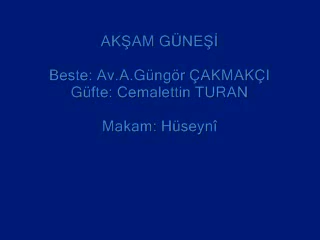 AKŞAM GÜNEŞİ
Beste: Av.A.Güngör ÇAKMAKÇI
Güfte: Cemalettin TURAN
Makam: Hüseynî